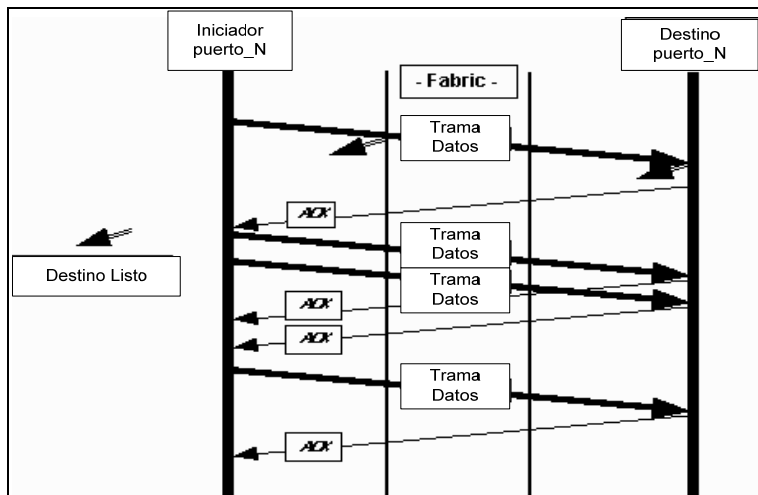 Iniciador
puerto_N
Destino
puerto_N
- Fabric -
Trama
Datos
ACK
Trama
Datos
Destino Listo
Trama
Datos
ACK
ACK
Trama
Datos
ACK